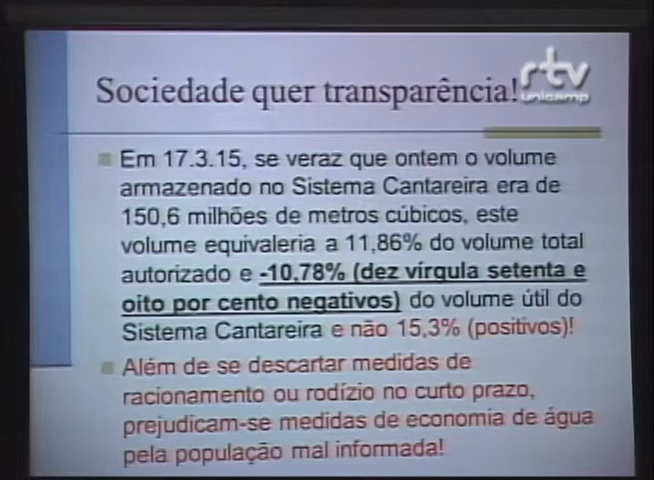 Sociedade quer transparência!
rtv
unicamp
Em 17.3.15, se veraz que ontem o volume
armazenado no Sistema Cantareira era de
150,6 milhões de metros cúbicos, este
volume equivaleria a 11,86% do volume total
autorizado e -10,78% (dez vírgula setenta e
oito por cento negativos) do volume útil do
Sistema Cantareira e não 15,3% (positivos)!
Além de se descartar medidas de
racionamento ou rodízio no curto prazo,
prejudicam-se medidas de economia de água
pela população mal informada!